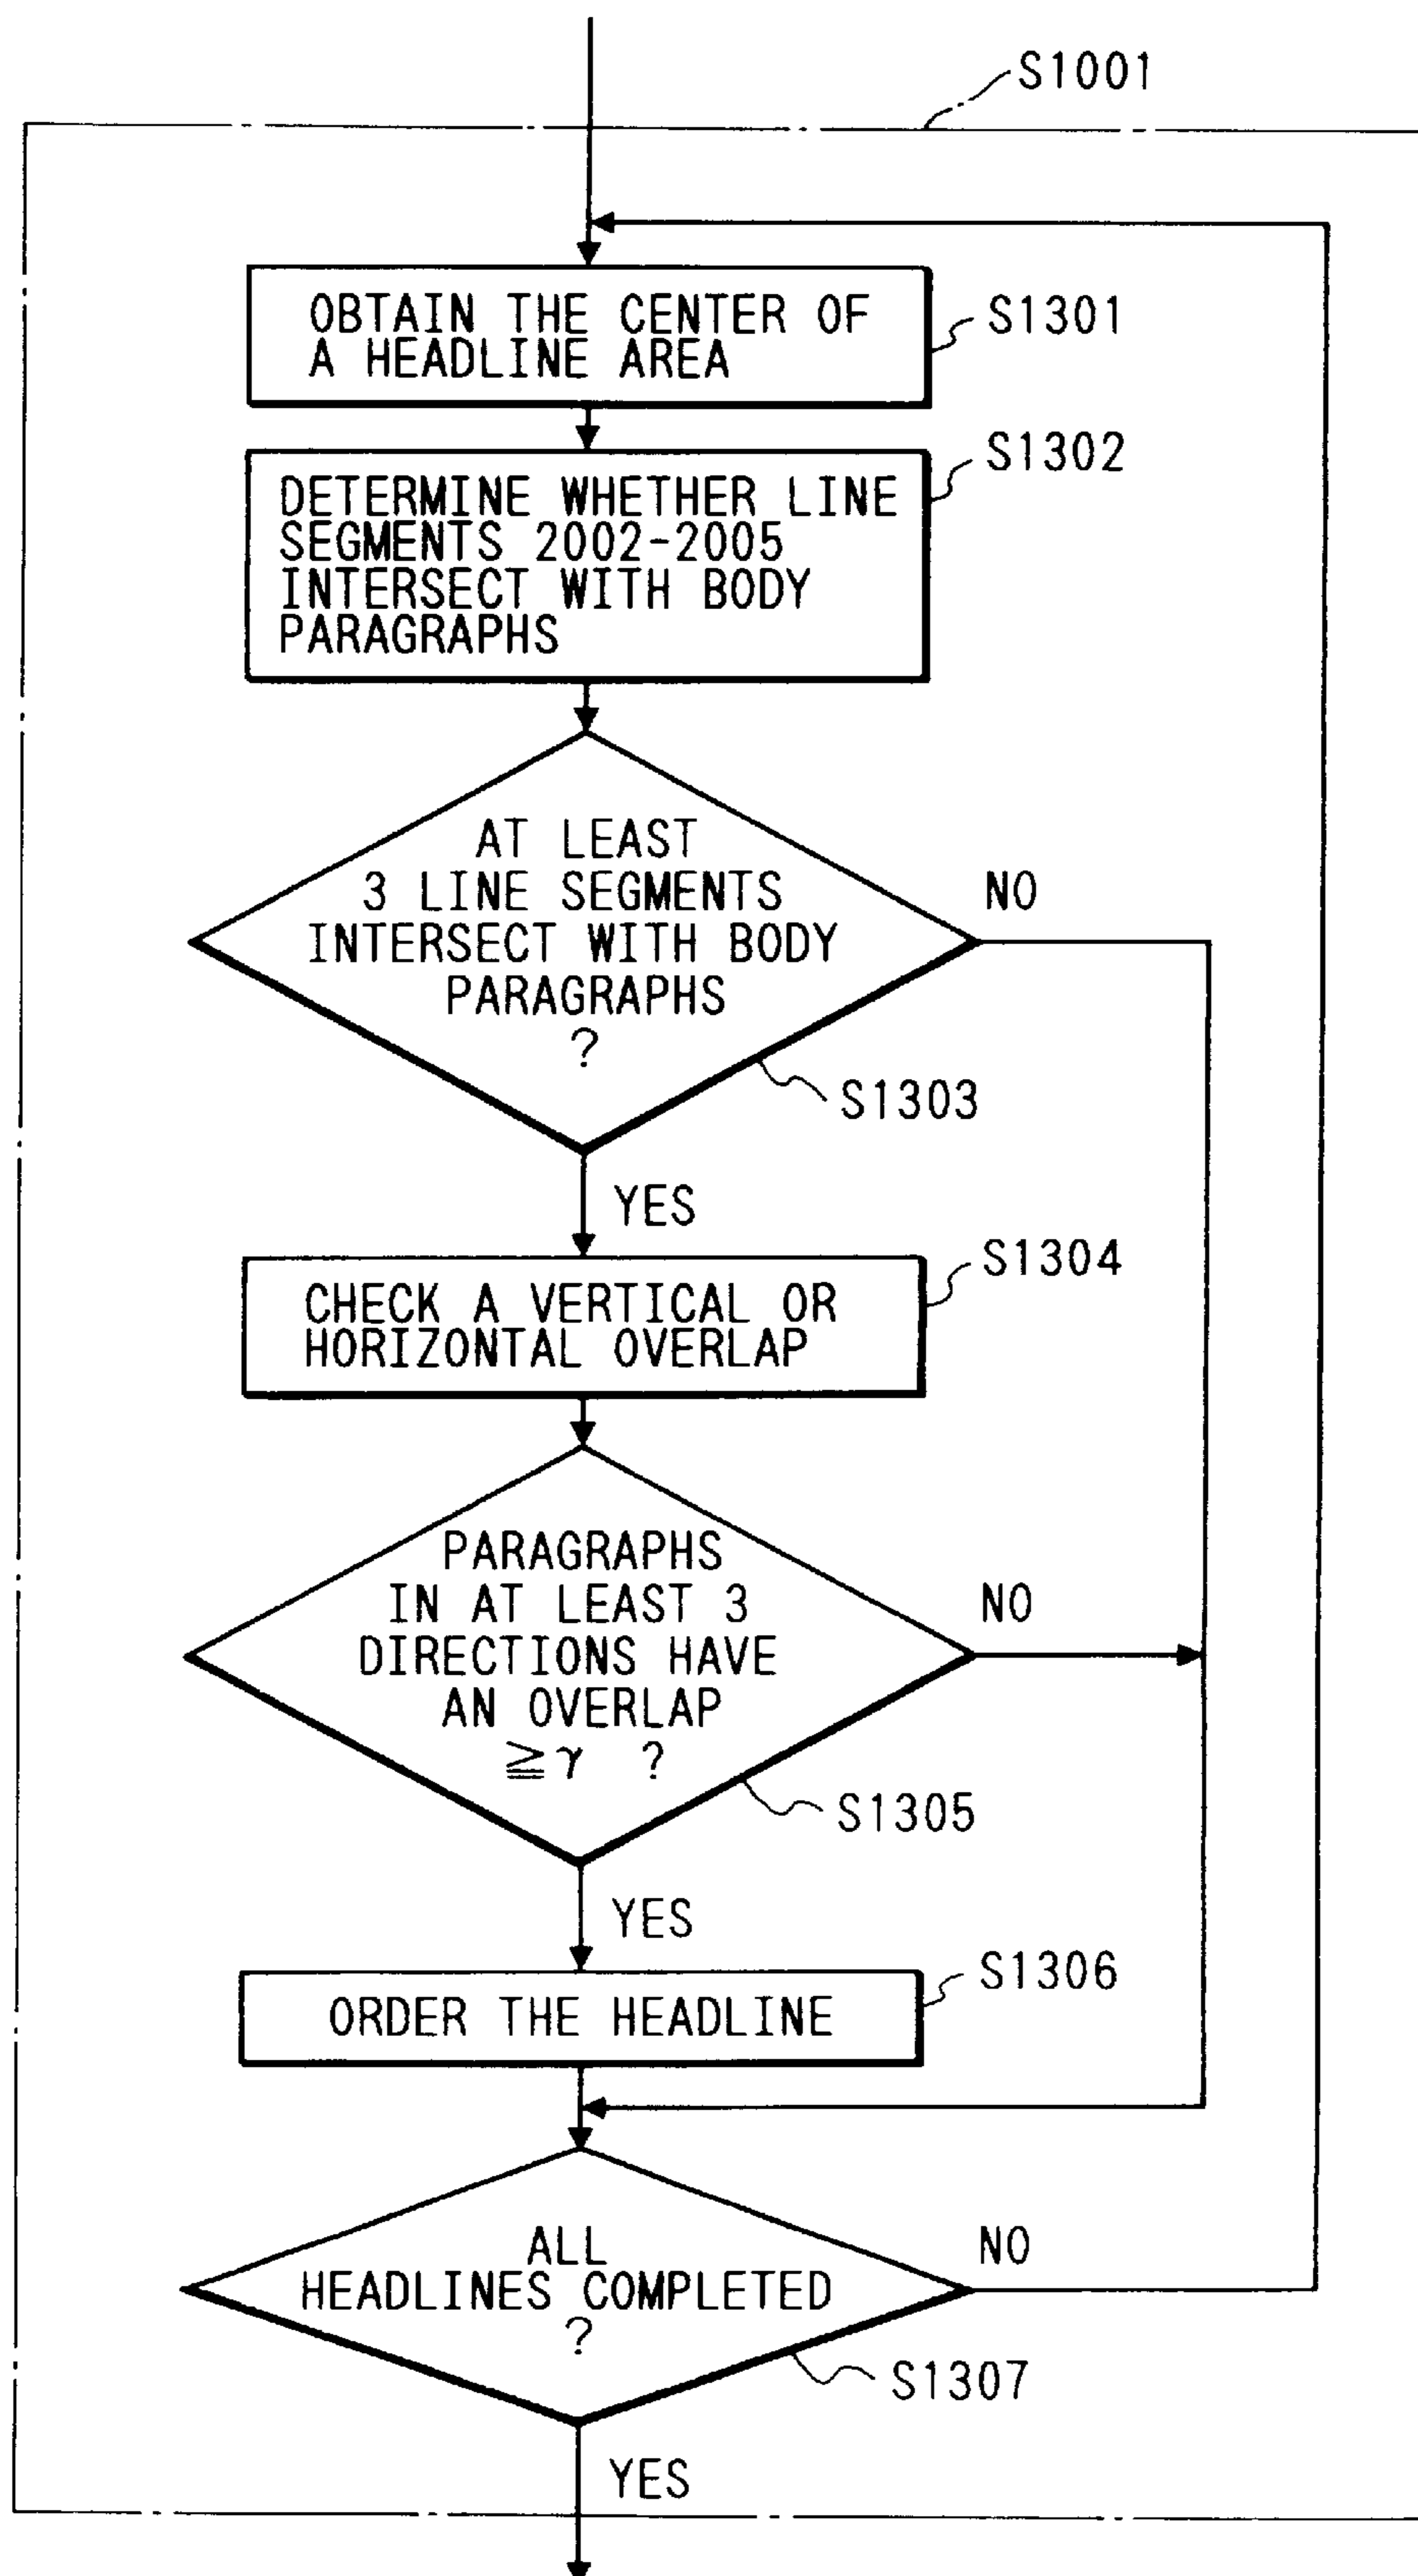 S1001
OBTAIN THE CENTER OF
A HEADLINE AREA
S1301
S1302
DETERMINE WHETHER LINE
SEGMENTS 2002-2005
INTERSECT WITH BODY
PARAGRAPHS
AT LEAST
3 LINE SEGMENTS
INTERSECT WITH BODY
PARAGRAPHS
?
NO
S1303
YES
S1304
CHECK A VERTICAL OR
HORIZONTAL OVERLAP
PARAGRAPHS
IN AT LEAST 3
DIRECTIONS HAVE
AN OVERLAP
≧γ ?
NO
S1305
YES
S1306
ORDER THE HEADLINE
ALL
HEADLINES COMPLETED
?
NO
S1307
YES